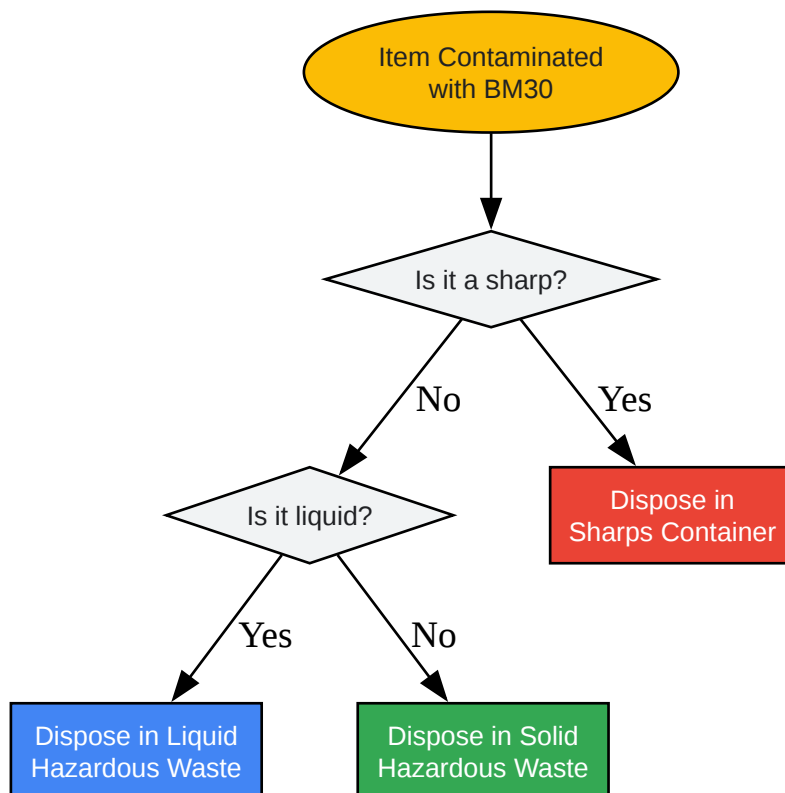 Item Contaminated
with BM30
Is it a sharp?
No
Yes
Is it liquid?
Dispose in
Sharps Container
Yes
No
Dispose in Liquid
Hazardous Waste
Dispose in Solid
Hazardous Waste